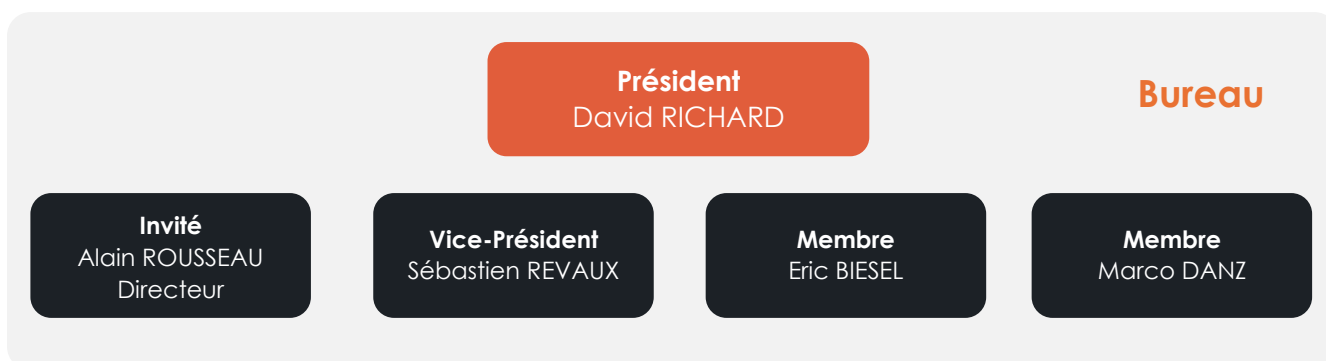 Président
David RICHARD
Bureau
Invité
Alain ROUSSEAU
Directeur
Vice-Président
Sébastien REVAUX
Membre
Eric BIESEL
Membre
Marco DANZ